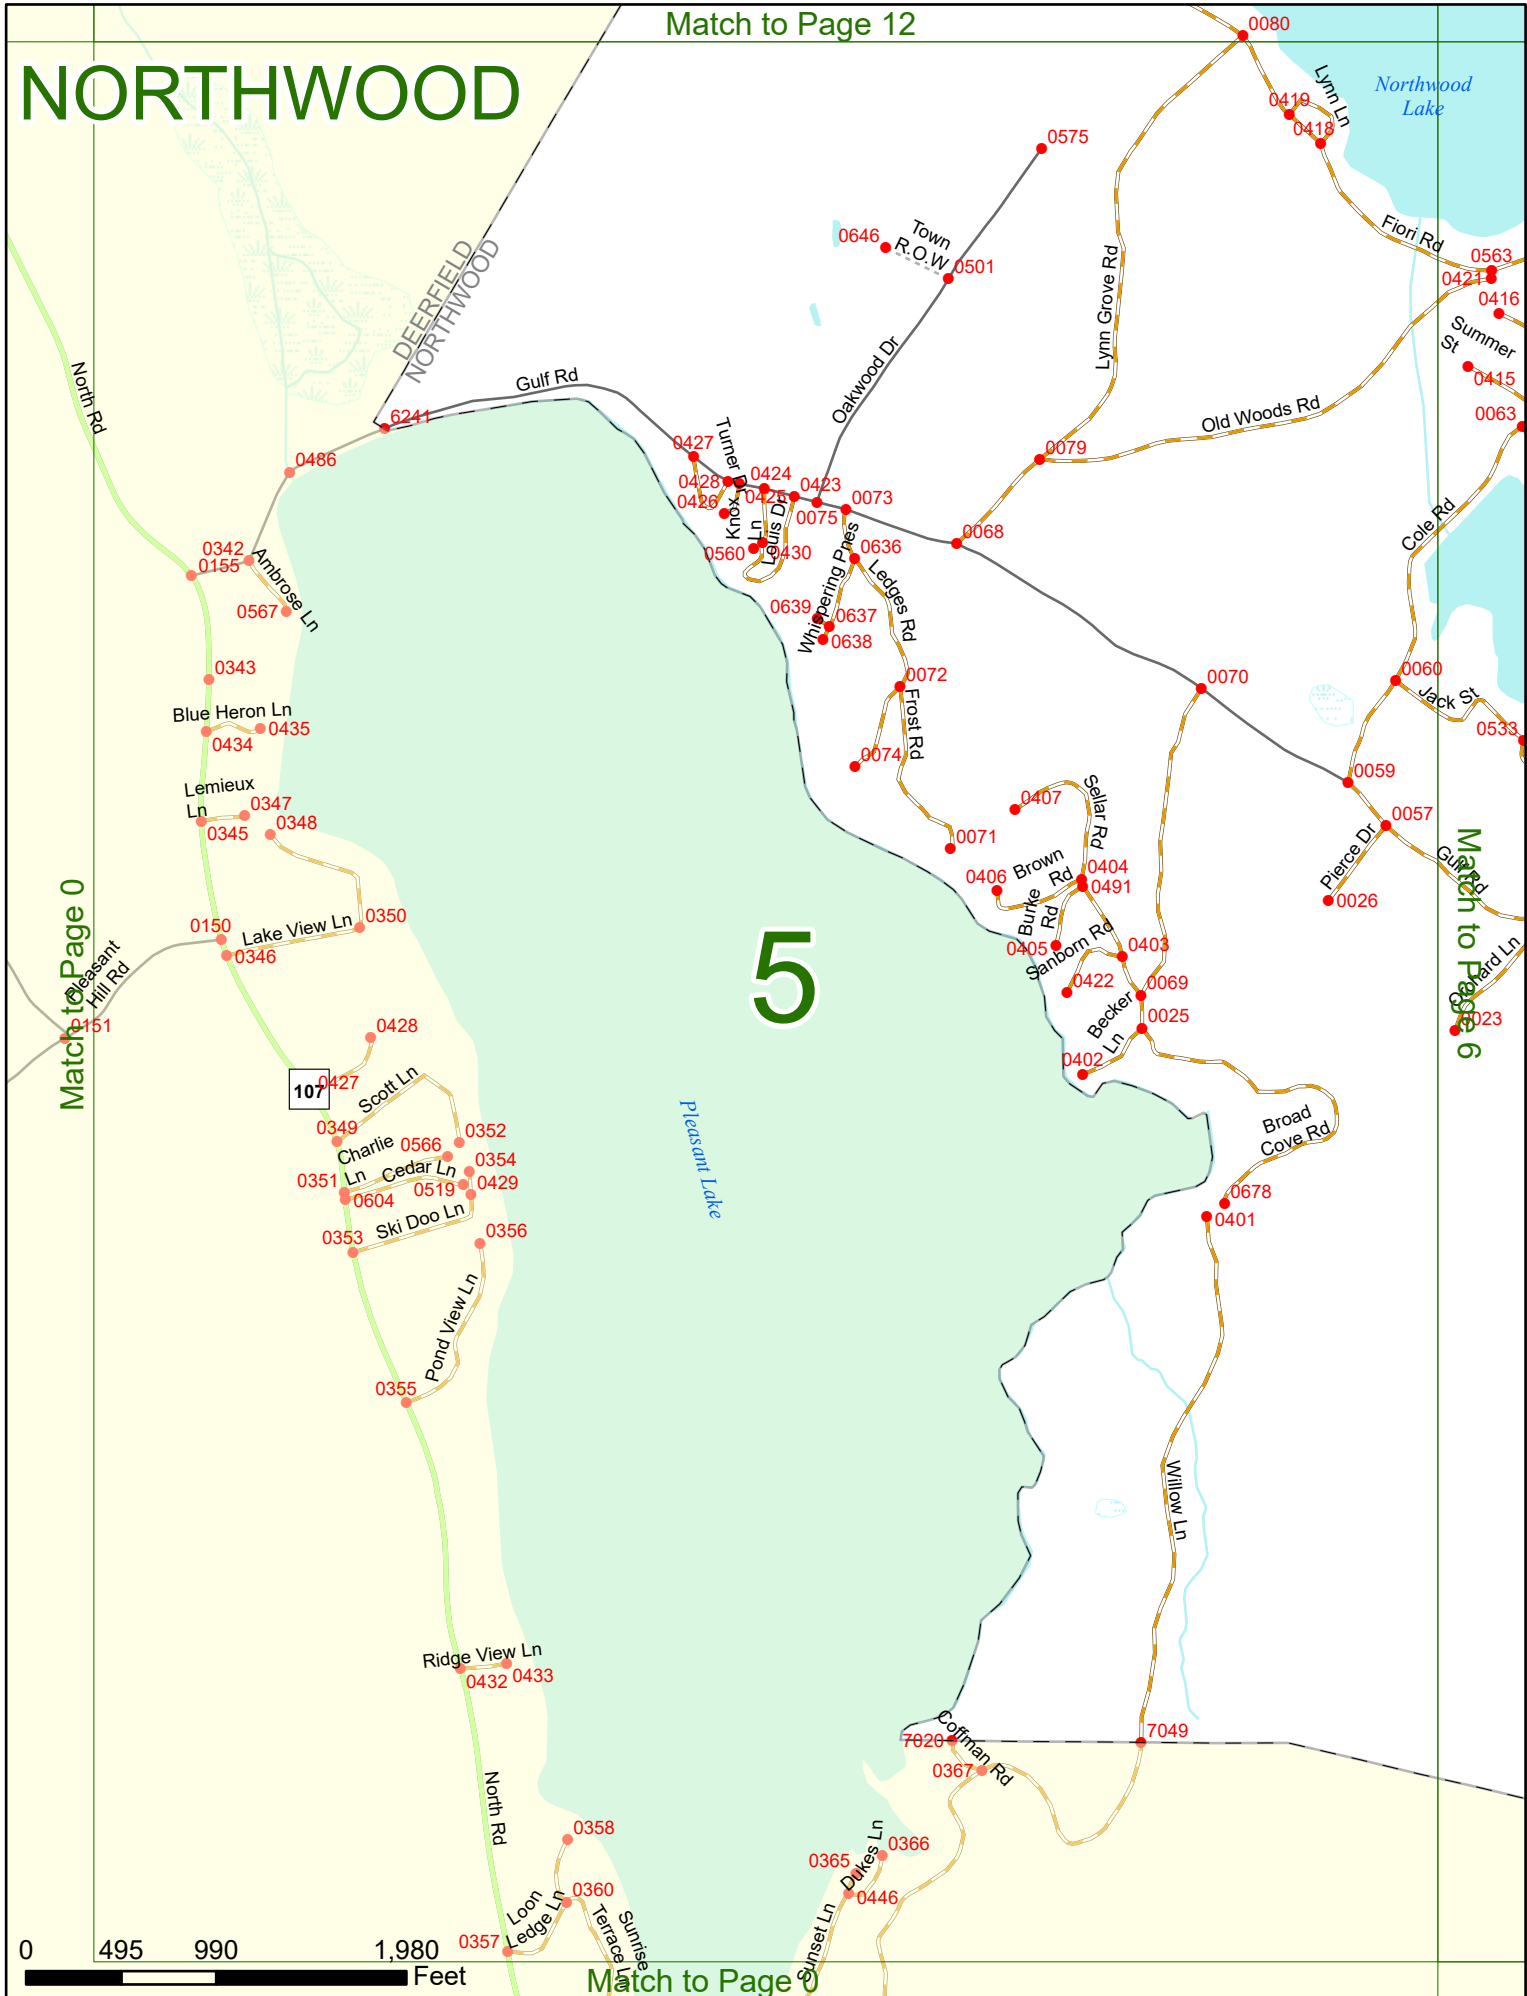 Match to Page 12
NORTHWOOD
0080
Northwood
Lake
Lynn Ln
0419
0418
0575
0646
Town
R.O.W
0501
Fiori Rd
0563
0421
0416
Summer
St
0415
0063
DEERFIELD
NORTHWOOD
Lynn Grove Rd
North Rd
Gulf Rd
Oakwood Dr
Old Woods Rd
6241
0486
0427
Turner Dr
0428
0424
0425
0423
0426
0075
0073
0079
0068
Knox
Ln
Louis Dr
0560
0430
0342
0155
Ambrose Ln
0567
Whispering Pnes
0636
Ledges Rd
0639
0637
0638
Cole Rd
0060
Jack St
0533
0343
0072
Frost Rd
0070
Blue Heron Ln
0434
0435
0074
0059
Lemieux
Ln
0347
0345
0348
0407
Sellar Rd
0057
0071
Pierce Dr
Gulf Rd
0026
Match to Page 0
0150
0346
Lake View Ln
0350
0406
Brown
Rd
0404
0491
Burke
Rd
0405
Sanborn Rd
0403
0422
5
0069
Becker
Ln
0025
0402
Match to Page 6
Orchard Ln
0023
Pleasant
Hill Rd
0151
0428
0427
107
Scott Ln
0349
Charlie
Ln
0352
0566
0354
0351
Cedar Ln
0519
0429
0604
Ski Doo Ln
0353
0356
Pleasant Lake
Broad
Cove Rd
0678
0401
Pond View Ln
0355
Willow Ln
Ridge View Ln
0432
0433
Coffman Rd
7020
7049
0367
North Rd
0358
0365
Dukes Ln
0366
0446
0360
Loon
Ledge Ln
0357
Sunrise
Terrace Ln
Sunset Ln
0
495
990
1,980
Feet
Match to Page 0